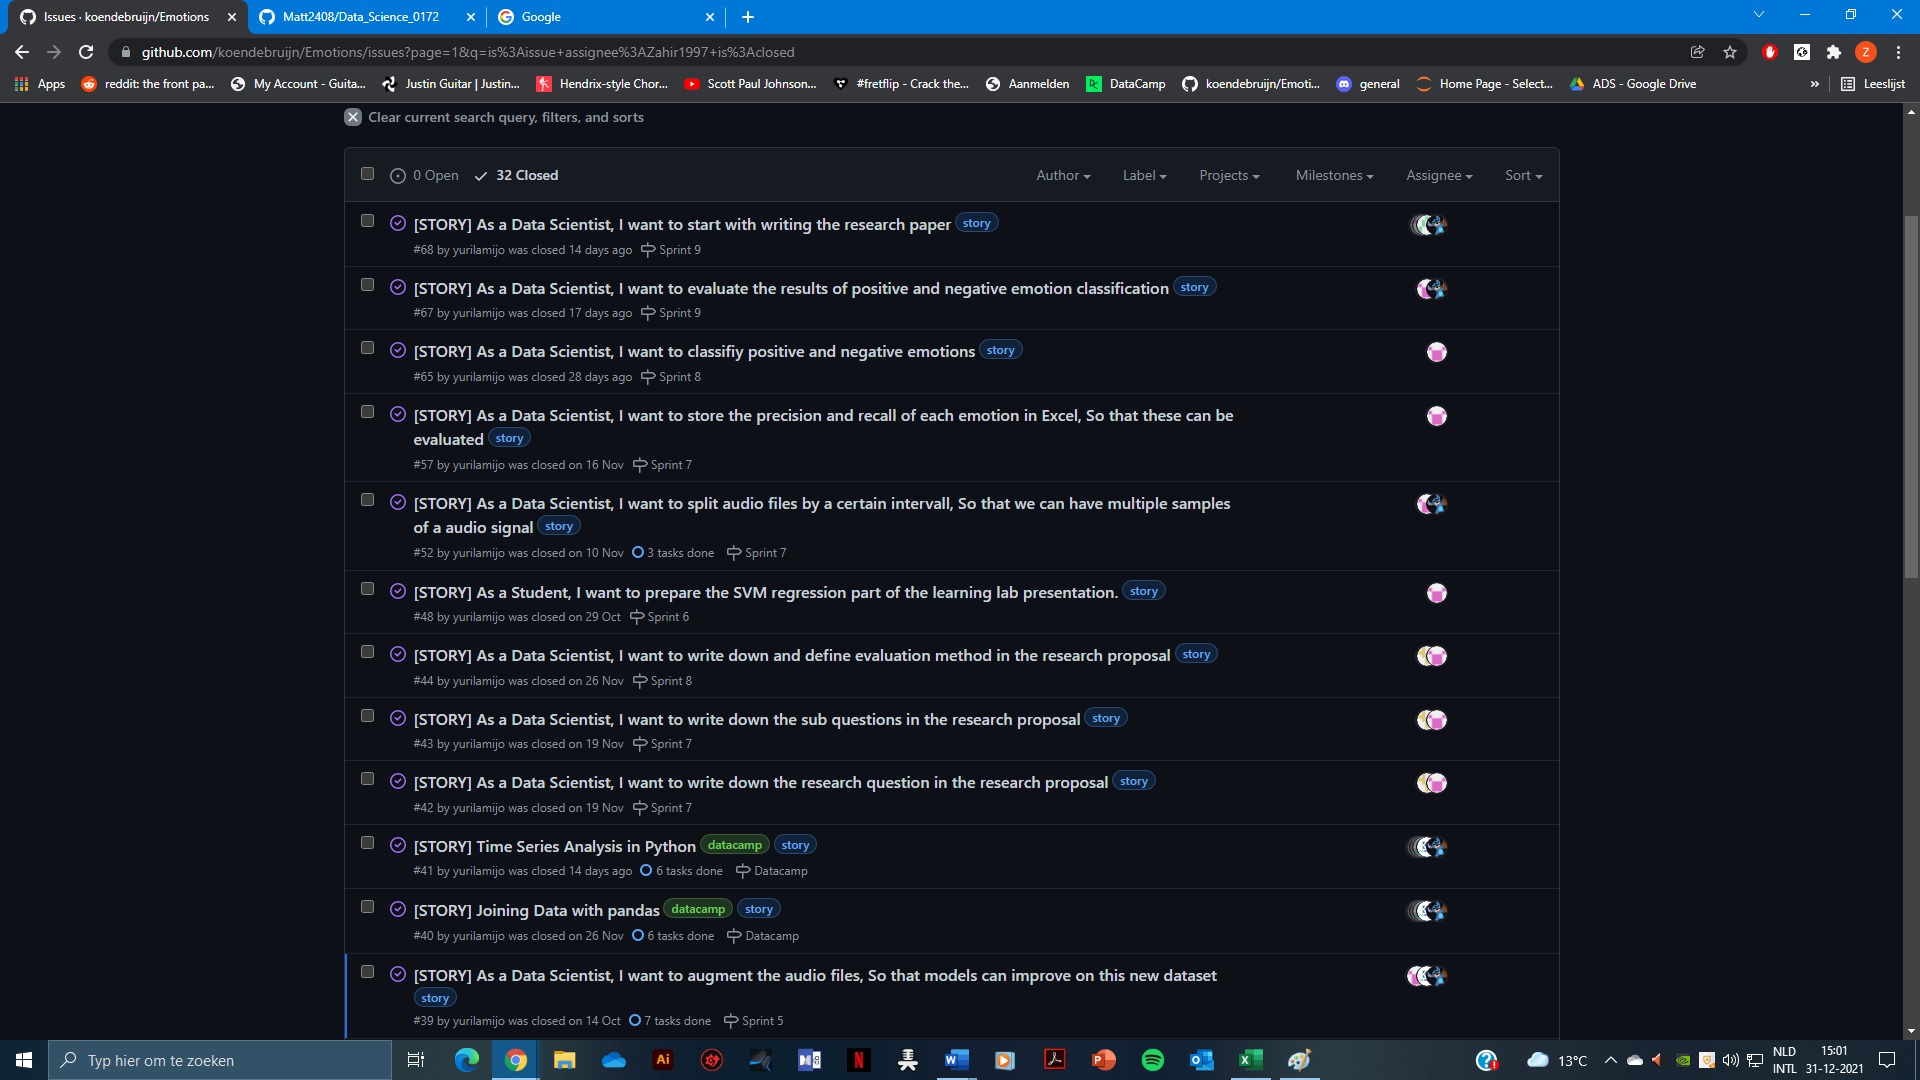 Issues · koendebruijn/Emotions
Matt2408/Data_Science_0172
Google
github.com/koendebruijn/Emotions/issues?page=1&q=is%3Aissue+assignee%3AZahir1997+is%3Aclosed
Z
Apps
reddit: the front pa...
My Account - Guita...
Justin Guitar | Justin...
Hendrix-style Chor...
Scott Paul Johnson...
#fretflip - Crack the...
Aanmelden
DataCamp
koendebruijn/Emoti...
general
Home Page - Select...
ADS - Google Drive
»
Leeslijst
Clear current search query, filters, and sorts
0 Open 32 Closed Author Label Projects Milestones Assignee Sort
[STORY] As a Data Scientist, I want to start with writing the research paper story
#68 by yurilamijo was closed 14 days ago Sprint 9
[STORY] As a Data Scientist, I want to evaluate the results of positive and negative emotion classification story
#67 by yurilamijo was closed 17 days ago Sprint 9
[STORY] As a Data Scientist, I want to classifiy positive and negative emotions story
#65 by yurilamijo was closed 28 days ago Sprint 8
[STORY] As a Data Scientist, I want to store the precision and recall of each emotion in Excel, So that these can be
evaluated story
#57 by yurilamijo was closed on 16 Nov Sprint 7
[STORY] As a Data Scientist, I want to split audio files by a certain intervall, So that we can have multiple samples
of a audio signal story
#52 by yurilamijo was closed on 10 Nov 3 tasks done Sprint 7
[STORY] As a Student, I want to prepare the SVM regression part of the learning lab presentation. story
#48 by yurilamijo was closed on 29 Oct Sprint 6
[STORY] As a Data Scientist, I want to write down and define evaluation method in the research proposal story
#44 by yurilamijo was closed on 26 Nov Sprint 8
[STORY] As a Data Scientist, I want to write down the sub questions in the research proposal story
#43 by yurilamijo was closed on 19 Nov Sprint 7
[STORY] As a Data Scientist, I want to write down the research question in the research proposal story
#42 by yurilamijo was closed on 19 Nov Sprint 7
[STORY] Time Series Analysis in Python datacamp story
#41 by yurilamijo was closed 14 days ago 6 tasks done Datacamp
[STORY] Joining Data with pandas datacamp story
#40 by yurilamijo was closed on 26 Nov 6 tasks done Datacamp
[STORY] As a Data Scientist, I want to augment the audio files, So that models can improve on this new dataset
story
#39 by yurilamijo was closed on 14 Oct 7 tasks done Sprint 5
Typ hier om te zoeken
13°C
NLD
INTL
15:01
31-12-2021